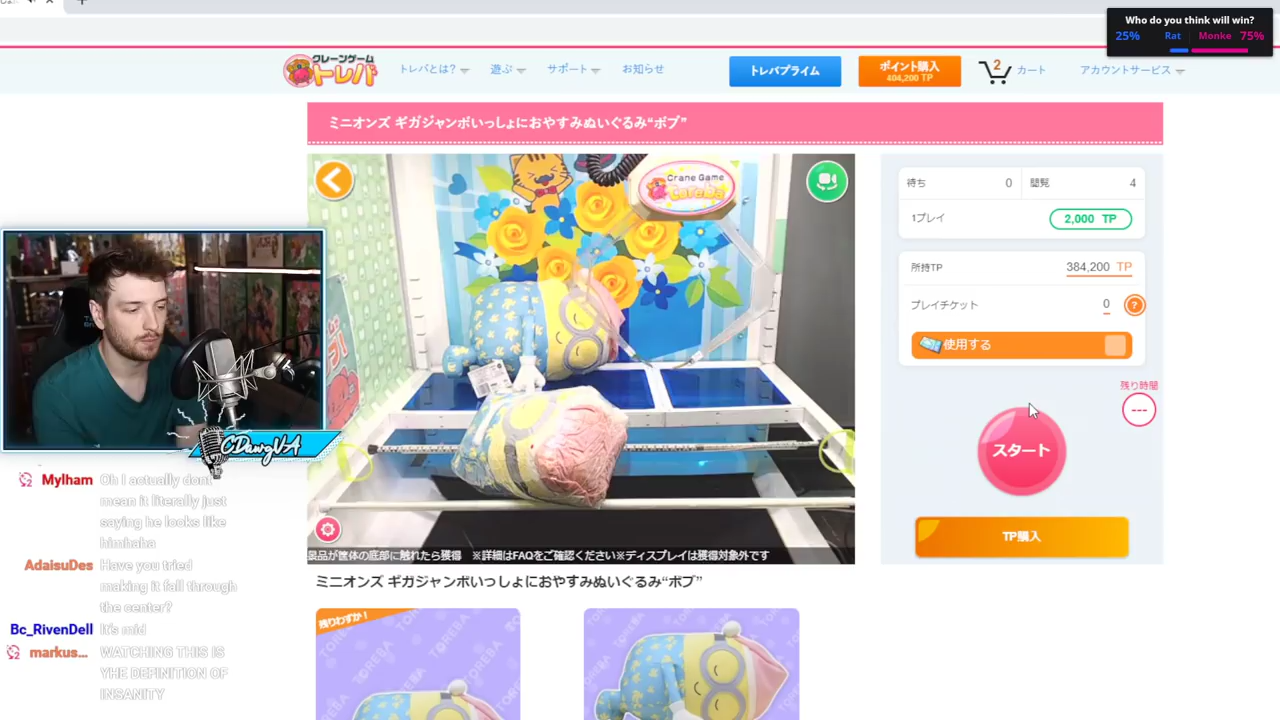 Who do you think will win?
25% Rat Monke 75%
クレーンゲーム
トレバ
トレバとは?
遊ぶ
サポート
お知らせ
トレバプライム
ポイント購入
404,200 TP
2
カート
アカウントサービス
ミニオンズ ギガジャンボいっしょにおやすみぬいぐるみ“ボブ”
Crane Game
Toreba
待ち 0
閲覧 4
1プレイ 2,000 TP
所持TP 384,200 TP
プレイチケット 0 ?
使用する
残り時間
---
スタート
TP購入
景品が筐体の底部に触れたら獲得 ※詳細はFAQをご確認ください※ディスプレイは獲得対象外です
ミニオンズ ギガジャンボいっしょにおやすみぬいぐるみ“ボブ”
残りわずか!
TOREBA
TOREBA
CDawgVA
Mylham Oh I actually dont
mean it literally just
saying he looks like
himbaba
AdaisuDes Have you tried
making it fall through
the center?
Bc_RivenDell It's mid
markus... WATCHING THIS IS
YHE DEFINITION OF
INSANITY